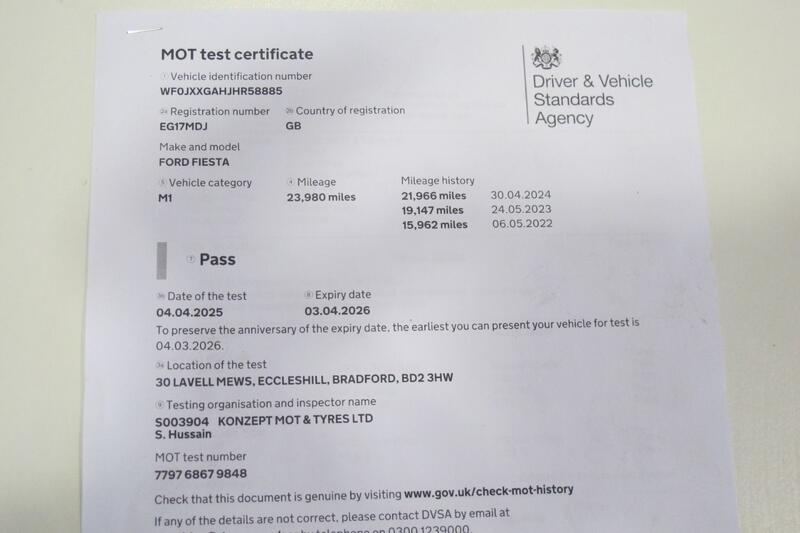 MOT test certificate
Driver & Vehicle
Standards
Agency
Vehicle identification number
WF0JXXGAHJHR58885
Registration number Country of registration
EG17MDJ GB
Make and model
FORD FIESTA
Vehicle category Mileage Mileage history
M1 23,980 miles 21,966 miles 30.04.2024
19,147 miles 24.05.2023
15,962 miles 06.05.2022
Pass
Date of the test Expiry date
04.04.2025 03.04.2026
To preserve the anniversary of the expiry date, the earliest you can present your vehicle for test is
04.03.2026.
Location of the test
30 LAVELL MEWS, ECCLESHILL, BRADFORD, BD2 3HW
Testing organisation and inspector name
S003904 KONZEPT MOT & TYRES LTD
S. Hussain
MOT test number
7797 6867 9848
Check that this document is genuine by visiting www.gov.uk/check-mot-history
If any of the details are not correct, please contact DVSA by email at
by telephone on 0300 1239000.